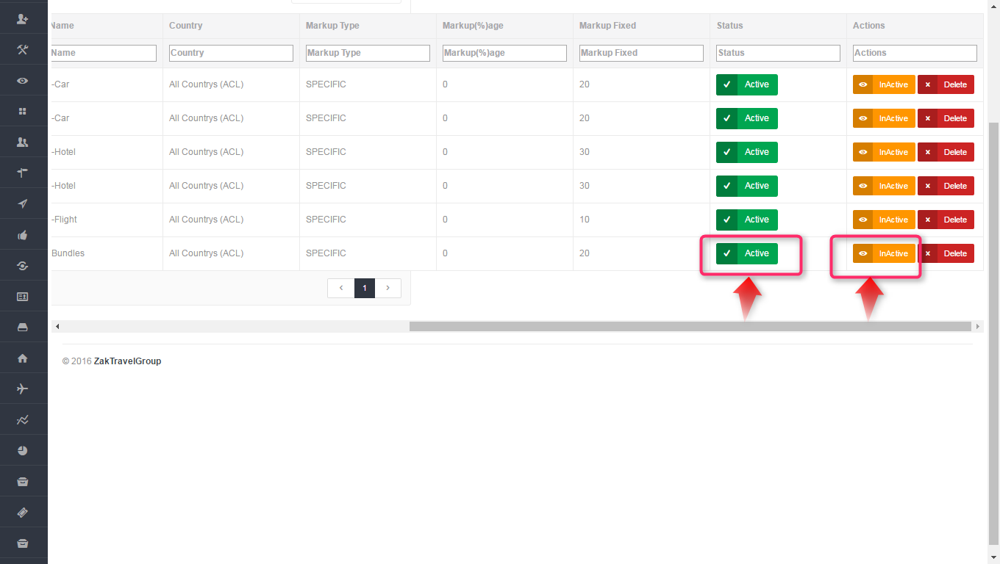 Name Country Markup Type Markup(%)age Markup Fixed Status Actions
Name Country Markup Type Markup(%)age Markup Fixed Status Actions
-Car All Countrys (ACL) SPECIFIC 0 20 Active InActive Delete
-Car All Countrys (ACL) SPECIFIC 0 20 Active InActive Delete
-Hotel All Countrys (ACL) SPECIFIC 0 30 Active InActive Delete
-Hotel All Countrys (ACL) SPECIFIC 0 30 Active InActive Delete
-Flight All Countrys (ACL) SPECIFIC 0 10 Active InActive Delete
Bundles All Countrys (ACL) SPECIFIC 0 20 Active InActive Delete
1
© 2016 ZakTravelGroup